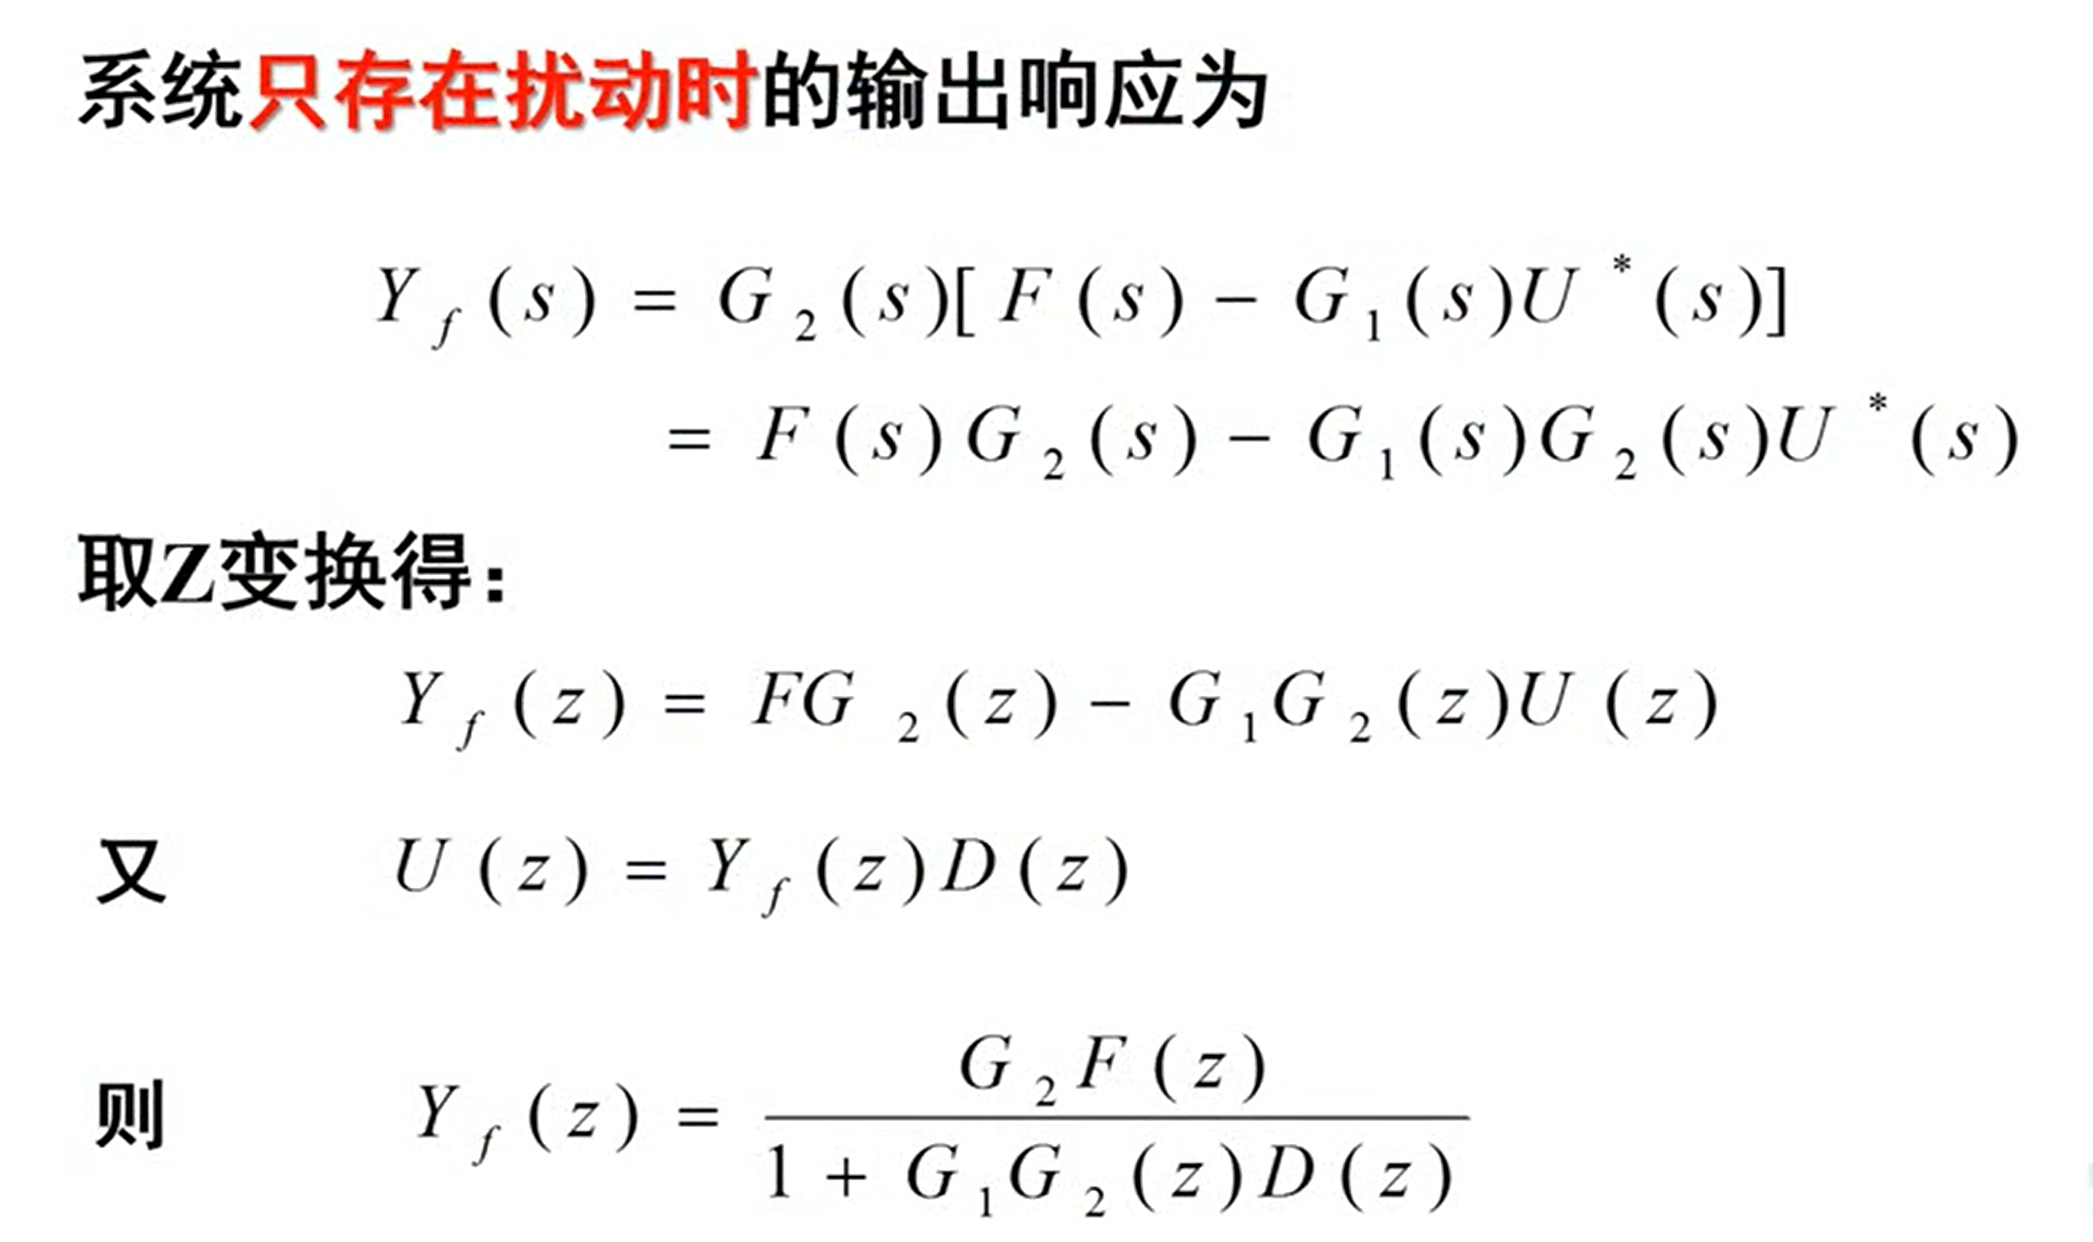 系统只存在扰动时的输出响应为
Y_f(s) = G_2(s)[F(s) − G_1(s)U^*(s)]
= F(s)G_2(s) − G_1(s)G_2(s)U^*(s)
取Z变换得：
Y_f(z) = FG_2(z) − G_1G_2(z)U(z)
又 U(z) = Y_f(z)D(z)
则 Y_f(z) = \frac{G_2F(z)}{1 + G_1G_2(z)D(z)}